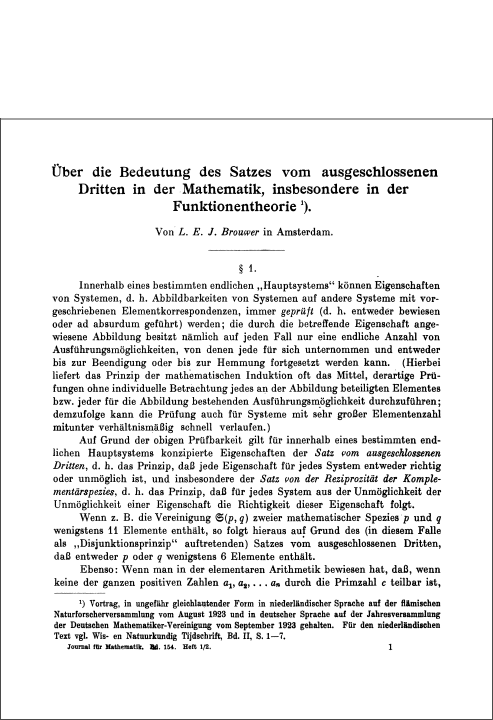 Über die Bedeutung des Satzes vom ausgeschlossenen
Dritten in der Mathematik, insbesondere in der
Funktionentheorie ¹).
Von L. E. J. Brouwer in Amsterdam.
§ 1.
Innerhalb eines bestimmten endlichen „Hauptsystems“ können Eigenschaften
von Systemen, d. h. Abbildbarkeiten von Systemen auf andere Systeme mit vor-
geschriebenen Elementkorrespondenzen, immer geprüft (d. h. entweder bewiesen
oder ad absurdum geführt) werden; die durch die betreffende Eigenschaft ange-
wiesene Abbildung besitzt nämlich auf jeden Fall nur eine endliche Anzahl von
Ausführungsmöglichkeiten, von denen jede für sich unternommen und entweder
bis zur Beendigung oder bis zur Hemmung fortgesetzt werden kann. (Hierbei
liefert das Prinzip der mathematischen Induktion oft das Mittel, derartige Prü-
fungen ohne individuelle Betrachtung jedes an der Abbildung beteiligten Elementes
bzw. jeder für die Abbildung bestehenden Ausführungsmöglichkeit durchzuführen;
demzufolge kann die Prüfung auch für Systeme mit sehr großer Elementenzahl
mitunter verhältnismäßig schnell verlaufen.)
Auf Grund der obigen Prüfbarkeit gilt für innerhalb eines bestimmten end-
lichen Hauptsystems konzipierte Eigenschaften der Satz vom ausgeschlossenen
Dritten, d. h. das Prinzip, daß jede Eigenschaft für jedes System entweder richtig
oder unmöglich ist, und insbesondere der Satz von der Reziprozität der Komple-
mentärspezies, d. h. das Prinzip, daß für jedes System aus der Unmöglichkeit der
Unmöglichkeit einer Eigenschaft die Richtigkeit dieser Eigenschaft folgt.
Wenn z. B. die Vereinigung 𝔖(p, q) zweier mathematischer Spezies p und q
wenigstens 11 Elemente enthält, so folgt hieraus auf Grund des (in diesem Falle
als „Disjunktionsprinzip“ auftretenden) Satzes vom ausgeschlossenen Dritten,
daß entweder p oder q wenigstens 6 Elemente enthält.
Ebenso: Wenn man in der elementaren Arithmetik bewiesen hat, daß, wenn
keine der ganzen positiven Zahlen a₁, a₂, . . . aₙ durch die Primzahl c teilbar ist,
¹) Vortrag, in ungefähr gleichlautender Form in niederländischer Sprache auf der flämischen
Naturforscherversammlung vom August 1923 und in deutscher Sprache auf der Jahresversammlung
der Deutschen Mathematiker-Vereinigung vom September 1923 gehalten. Für den niederländischen
Text vgl. Wis- en Natuurkundig Tijdschrift, Bd. II, S. 1—7.
Journal für Mathematik. Bd. 154. Heft 1/2. 1